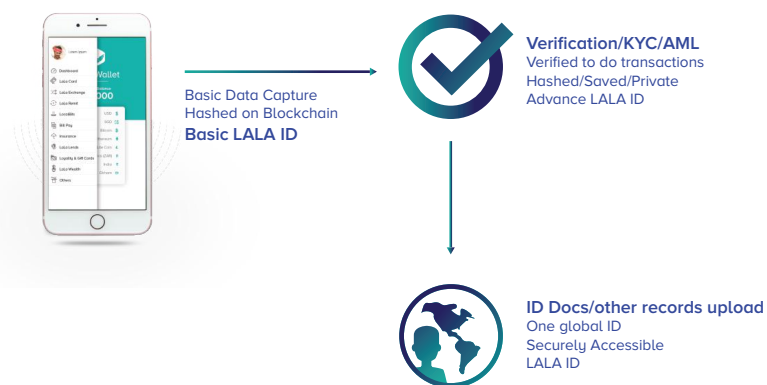 Dashboard
LaLa Card
LaLa Exchange
Bill Pay
Insurance
LaLa Lends
Loyalty & Gift Cards
LaLa Wealth
Others
Wallet
000
Basic Data Capture
Hashed on Blockchain
Basic LALA ID
Verification/KYC/AML
Verified to do transactions
Hashed/Saved/Private
Advance LALA ID
ID Docs/other records upload
One global ID
Securely Accessible
LALA ID